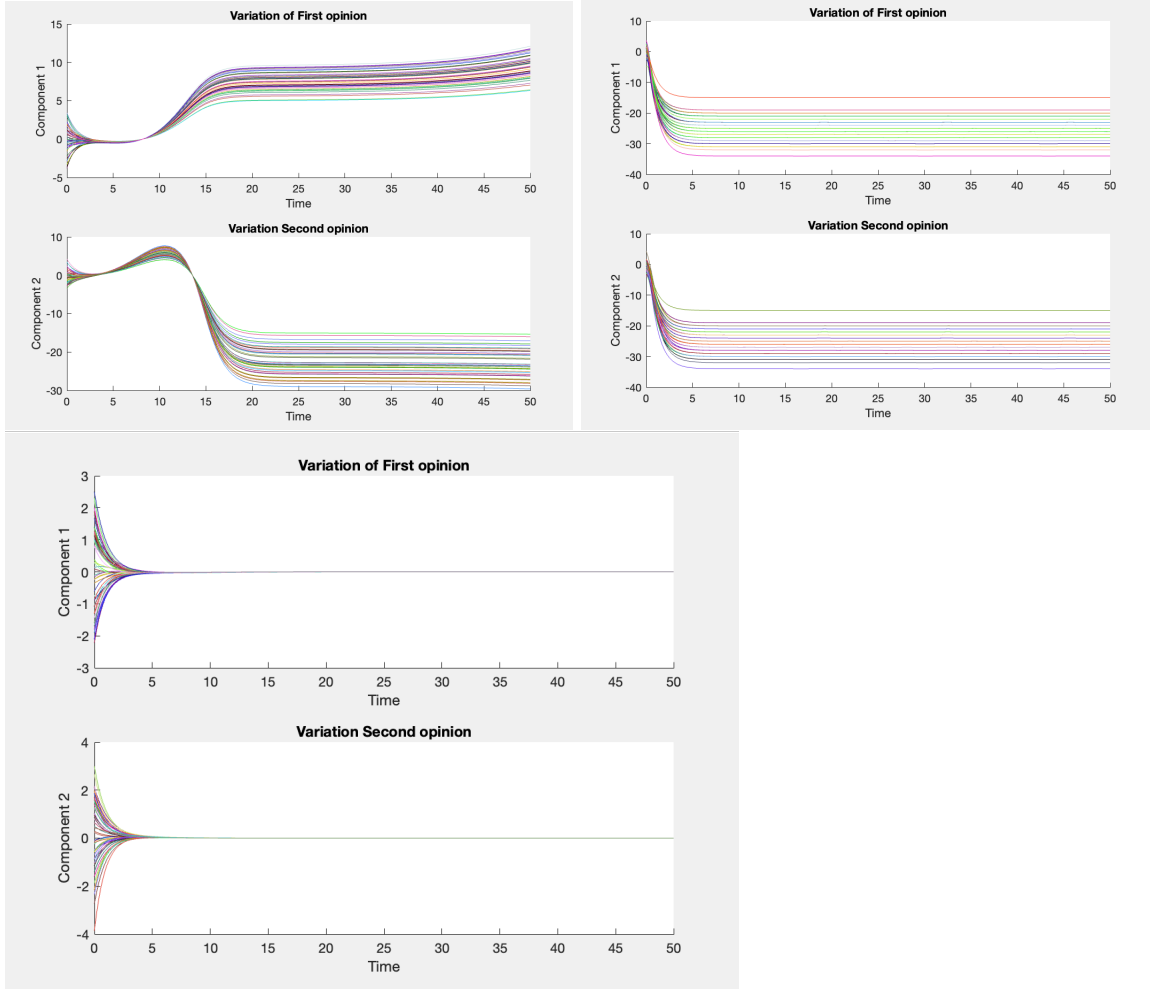 Variation of First opinion
15
10
5
0
-5
Component 1
0 5 10 15 20 25 30 35 40 45 50
Time
Variation Second opinion
10
0
-10
-20
-30
Component 2
0 5 10 15 20 25 30 35 40 45 50
Time
Variation of First opinion
10
0
-10
-20
-30
-40
Component 1
0 5 10 15 20 25 30 35 40 45 50
Time
Variation Second opinion
10
0
-10
-20
-30
-40
Component 2
0 5 10 15 20 25 30 35 40 45 50
Time
Variation of First opinion
3
2
1
0
-1
-2
-3
Component 1
0 5 10 15 20 25 30 35 40 45 50
Time
Variation Second opinion
4
2
0
-2
-4
Component 2
0 5 10 15 20 25 30 35 40 45 50
Time